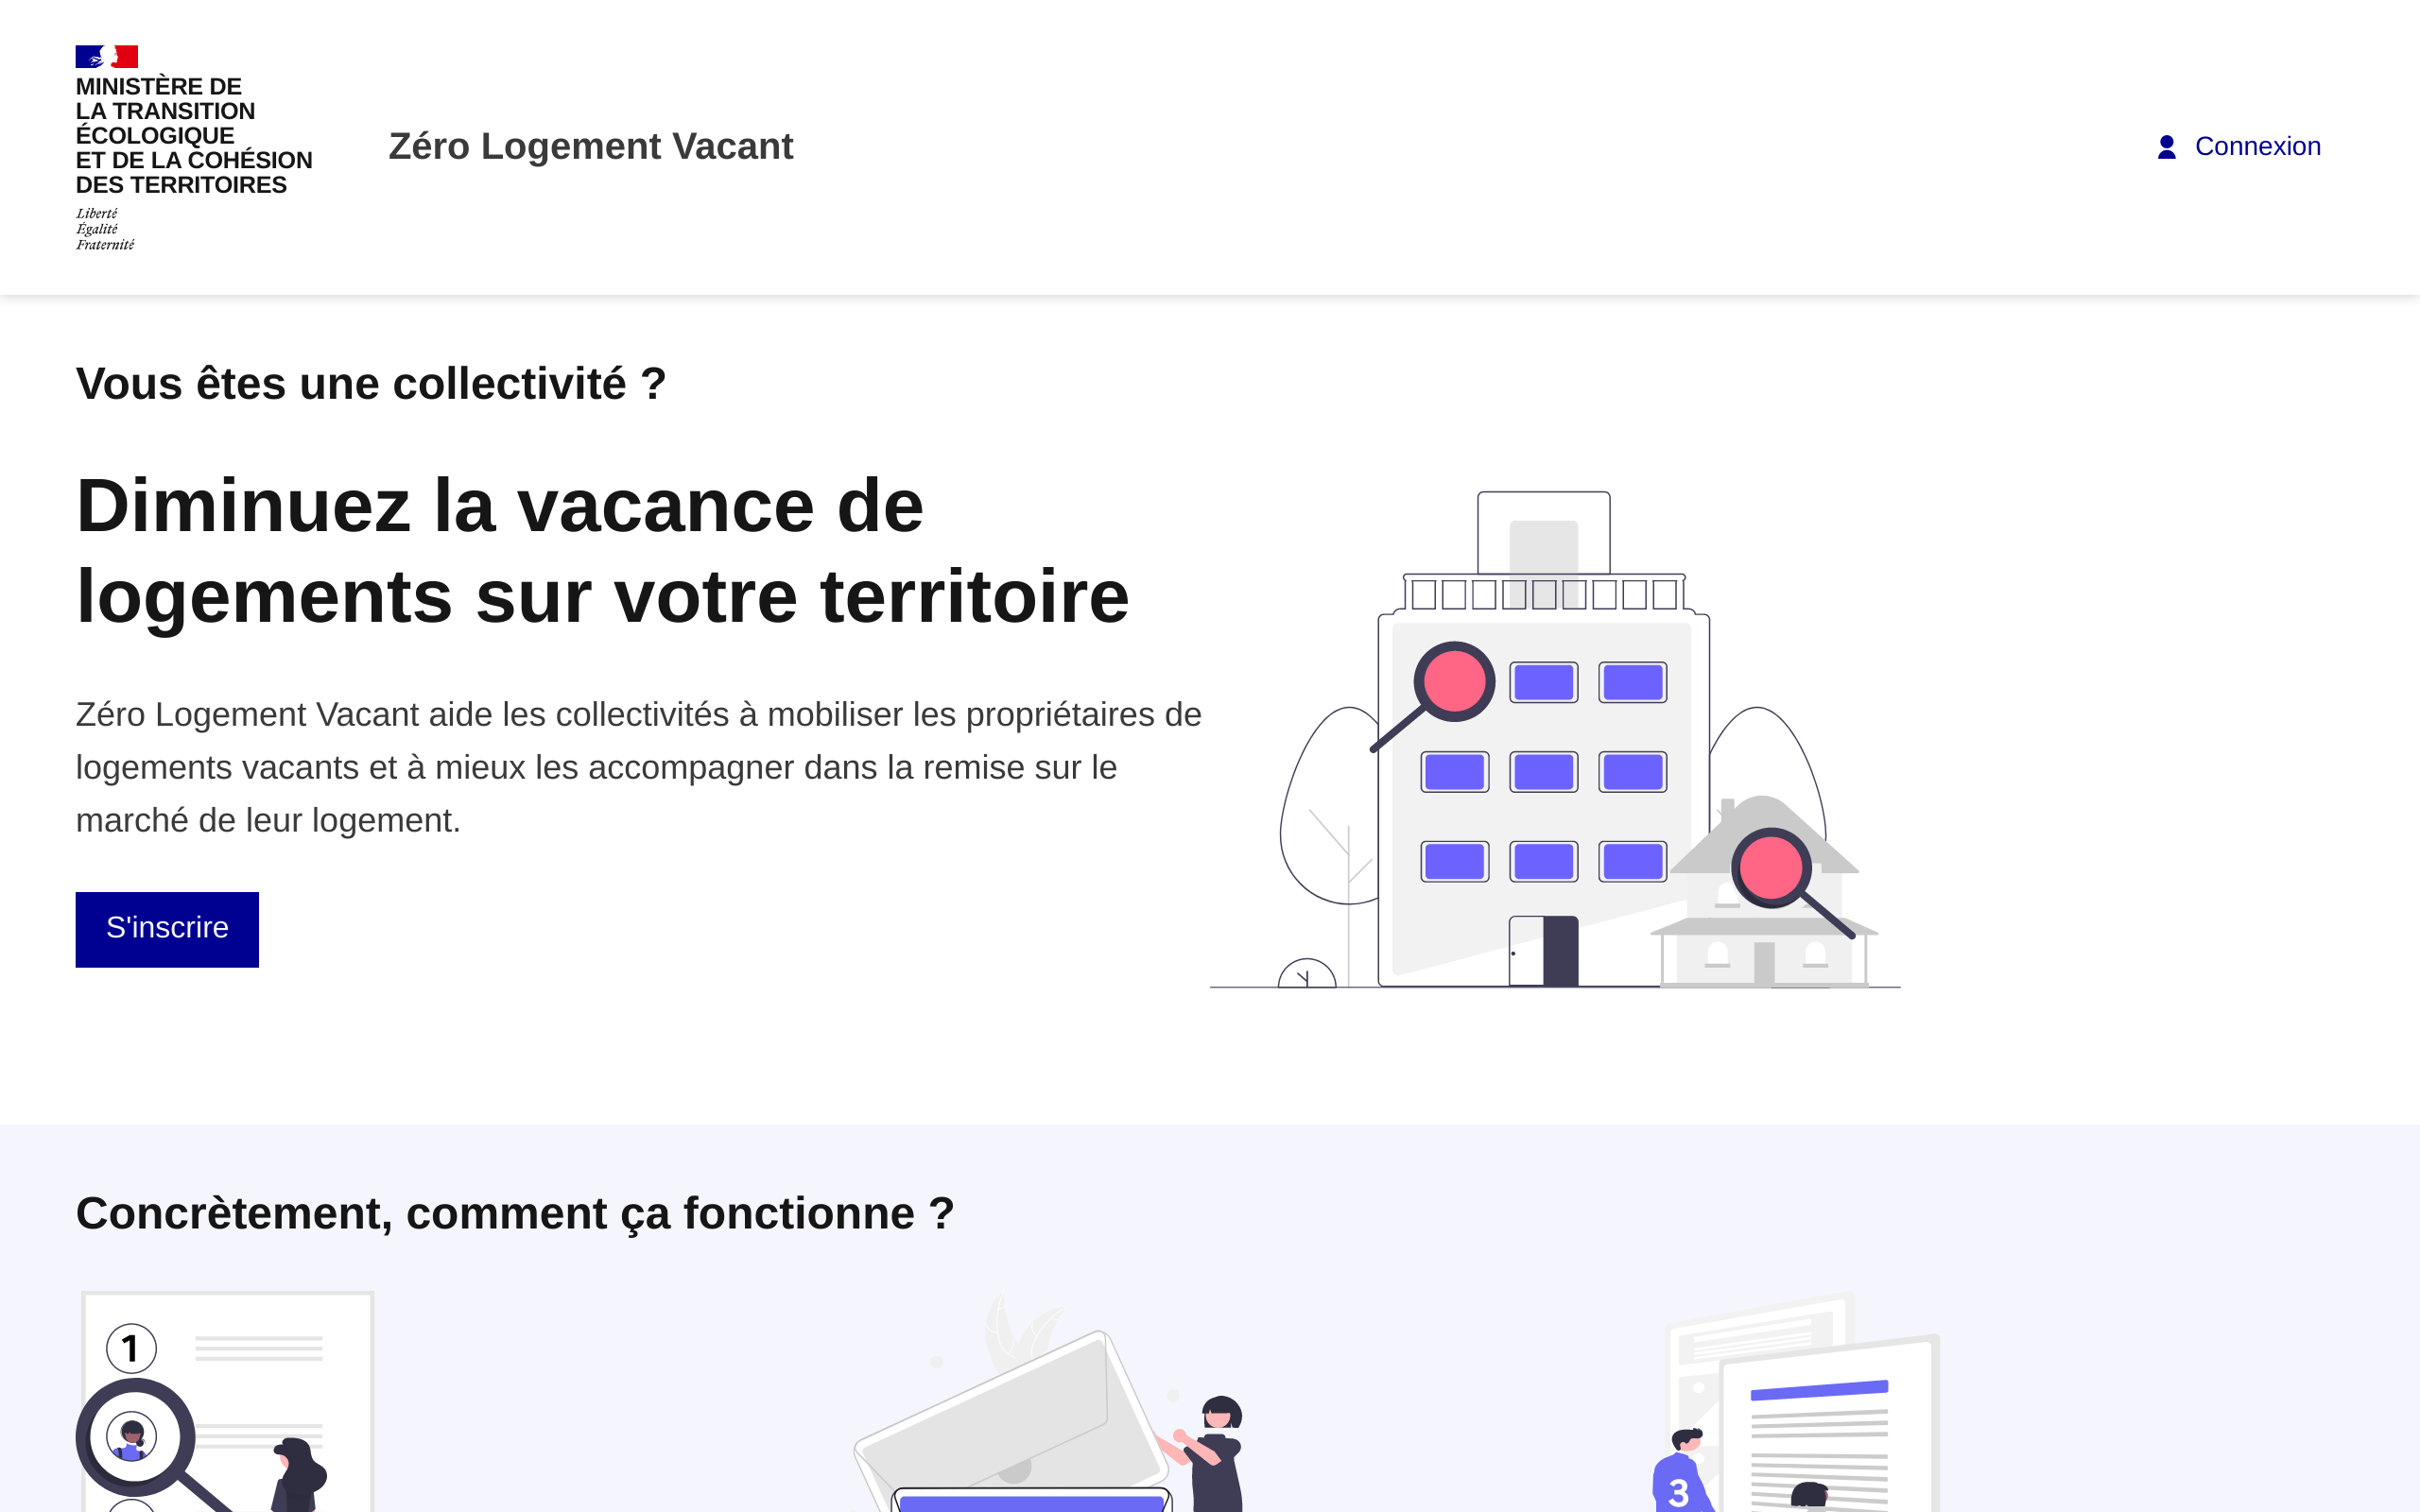 MINISTÈRE DE
LA TRANSITION
ÉCOLOGIQUE
ET DE LA COHÉSION
DES TERRITOIRES
Liberté
Égalité
Fraternité
Zéro Logement Vacant
Connexion
Vous êtes une collectivité ?
Diminuez la vacance de
logements sur votre territoire
Zéro Logement Vacant aide les collectivités à mobiliser les propriétaires de
logements vacants et à mieux les accompagner dans la remise sur le
marché de leur logement.
S'inscrire
Concrètement, comment ça fonctionne ?
1
3